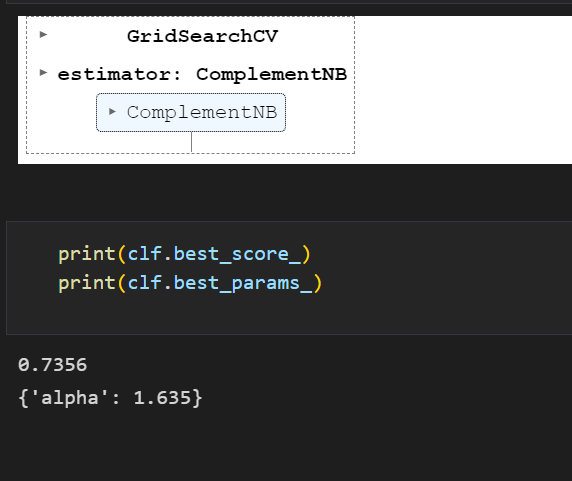 GridSearchCV
estimator: ComplementNB
ComplementNB
print(clf.best_score_)
print(clf.best_params_)
0.7356
{'alpha': 1.635}